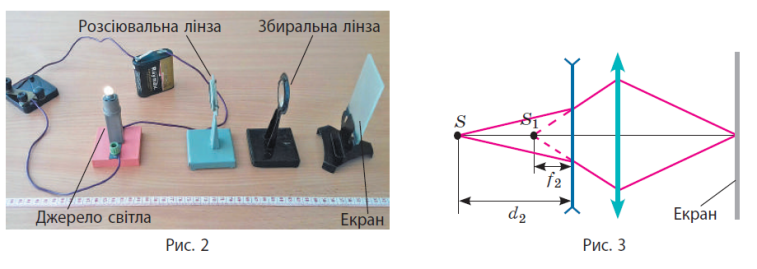 Розсіювальна лінза
Збиральна лінза
Джерело світла
Екран
Рис. 2
S
S₁
f₂
d₂
Екран
Рис. 3